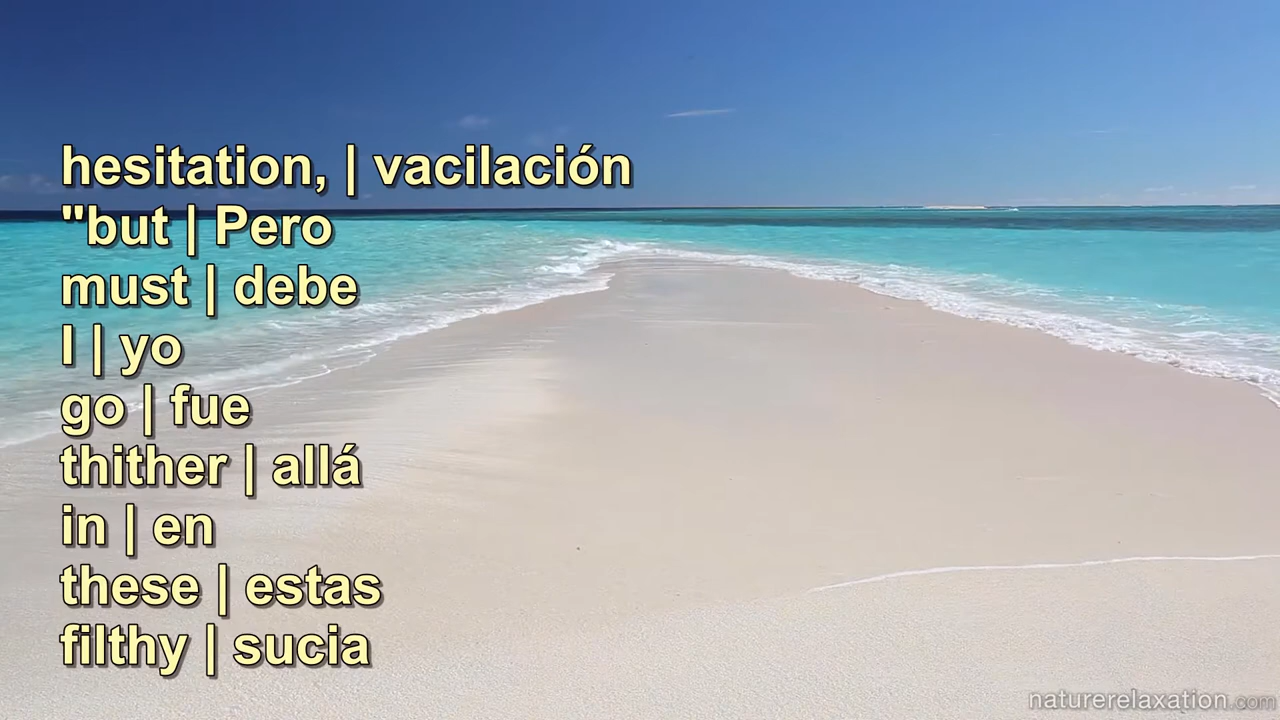 hesitation, | vacilación
"but | Pero
must | debe
I | yo
go | fue
thither | allá
in | en
these | estas
filthy | sucia
naturerelaxation.com